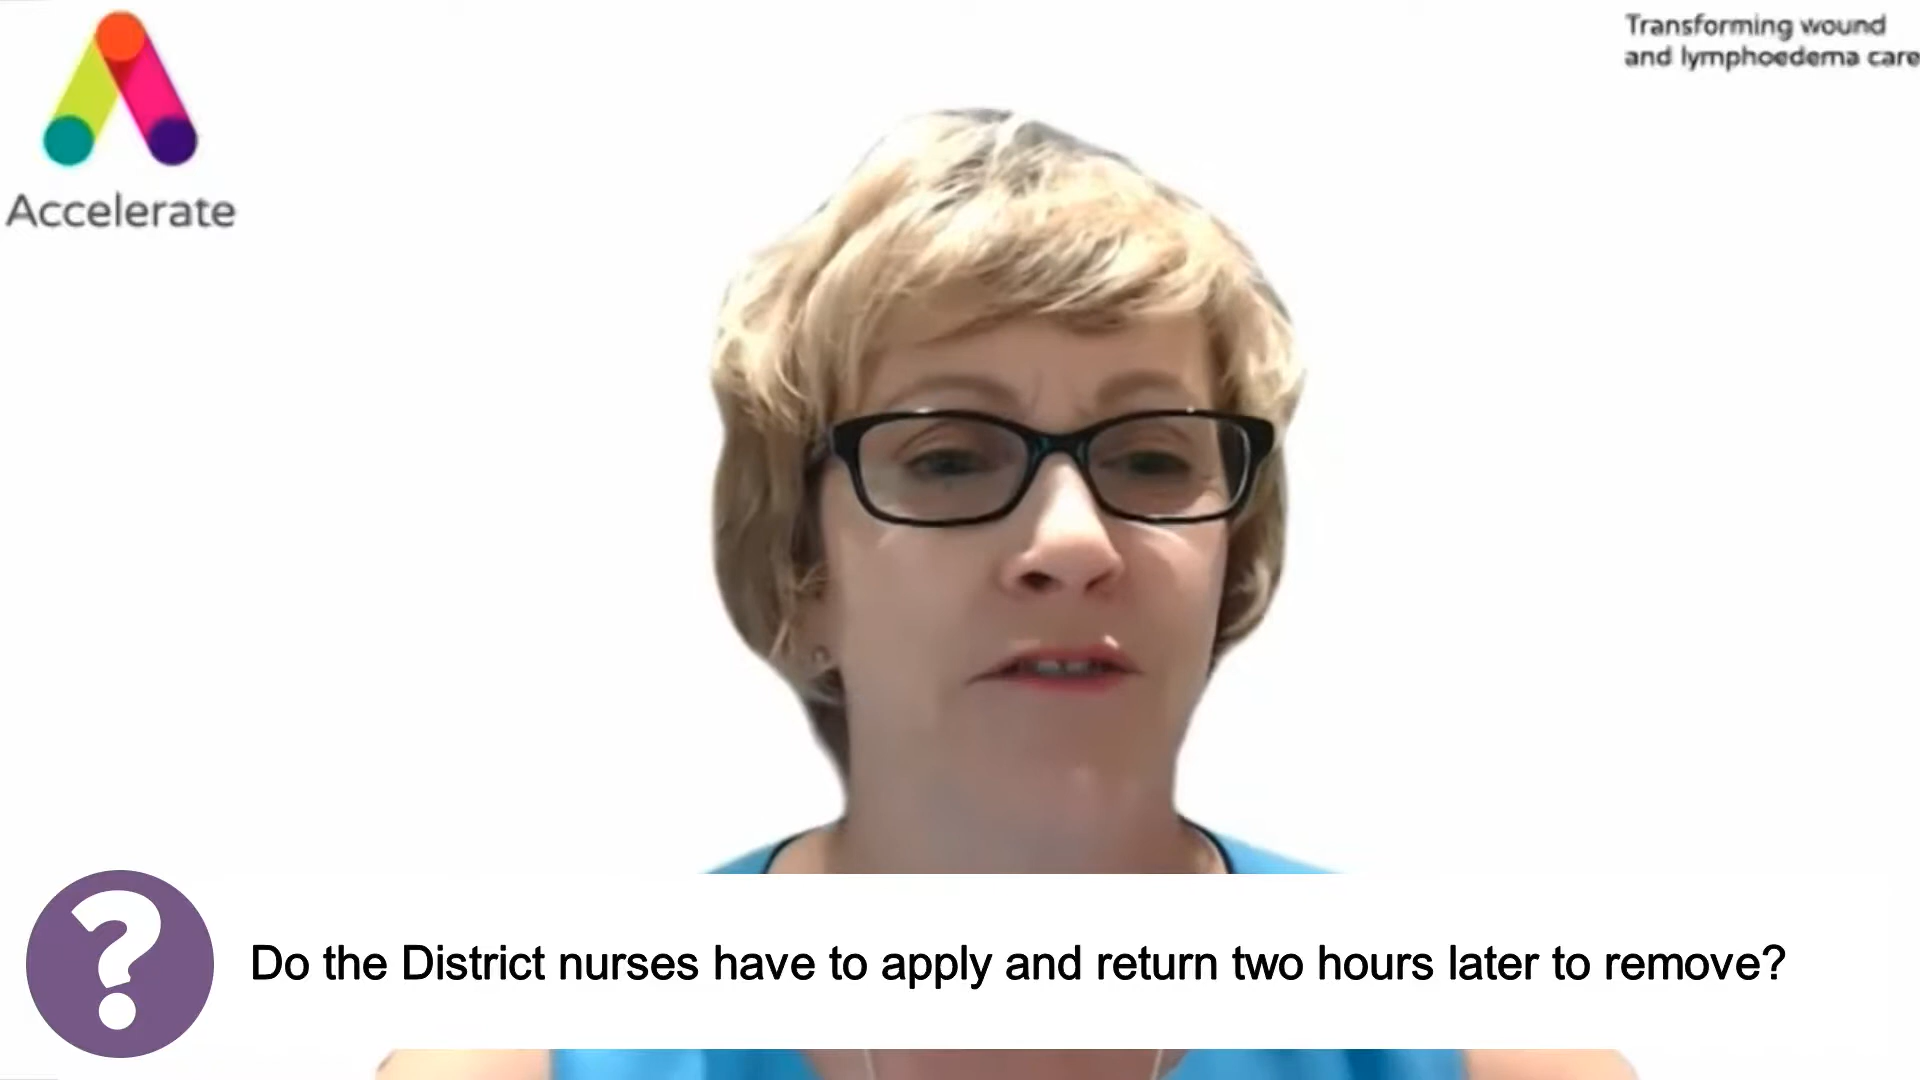 Transforming wound
and lymphoedema care
Accelerate
Do the District nurses have to apply and return two hours later to remove?